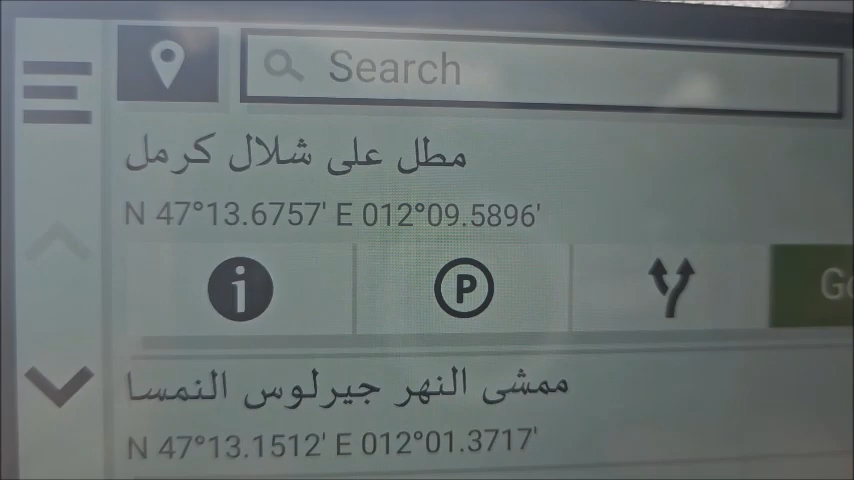 Search
مطل على شلال كرمل
N 47°13.6757' E 012°09.5896'
P
ممشى النهر جيرلوس النمسا
N 47°13.1512' E 012°01.3717'